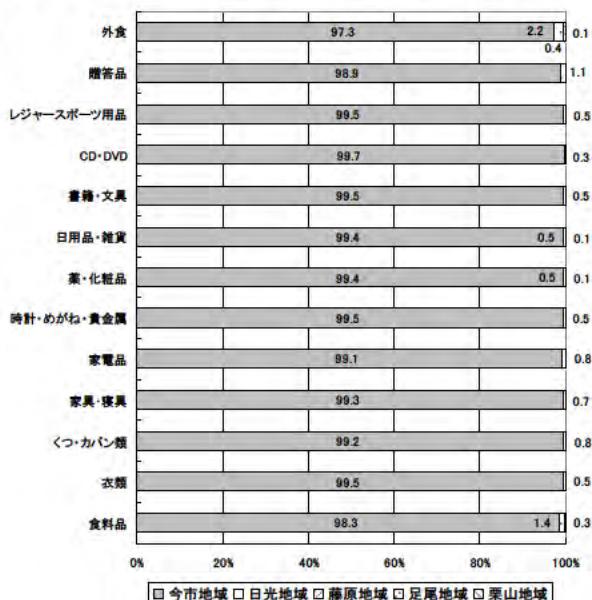 外食 97.3 2.2 0.1
0.4
贈答品 98.9 1.1
レジャースポーツ用品 99.5 0.5
CD・DVD 99.7 0.3
書籍・文具 99.5 0.5
日用品・雑貨 99.4 0.5 0.1
薬・化粧品 99.4 0.5 0.1
時計・めがね・貴金属 99.5 0.5
家電品 99.1 0.8
家具・寝具 99.3 0.7
くつ・カバン類 99.2 0.8
衣類 99.5 0.5
食料品 98.3 1.4 0.3
0% 20% 40% 60% 80% 100%
今市地域 日光地域 藤原地域 足尾地域 栗山地域